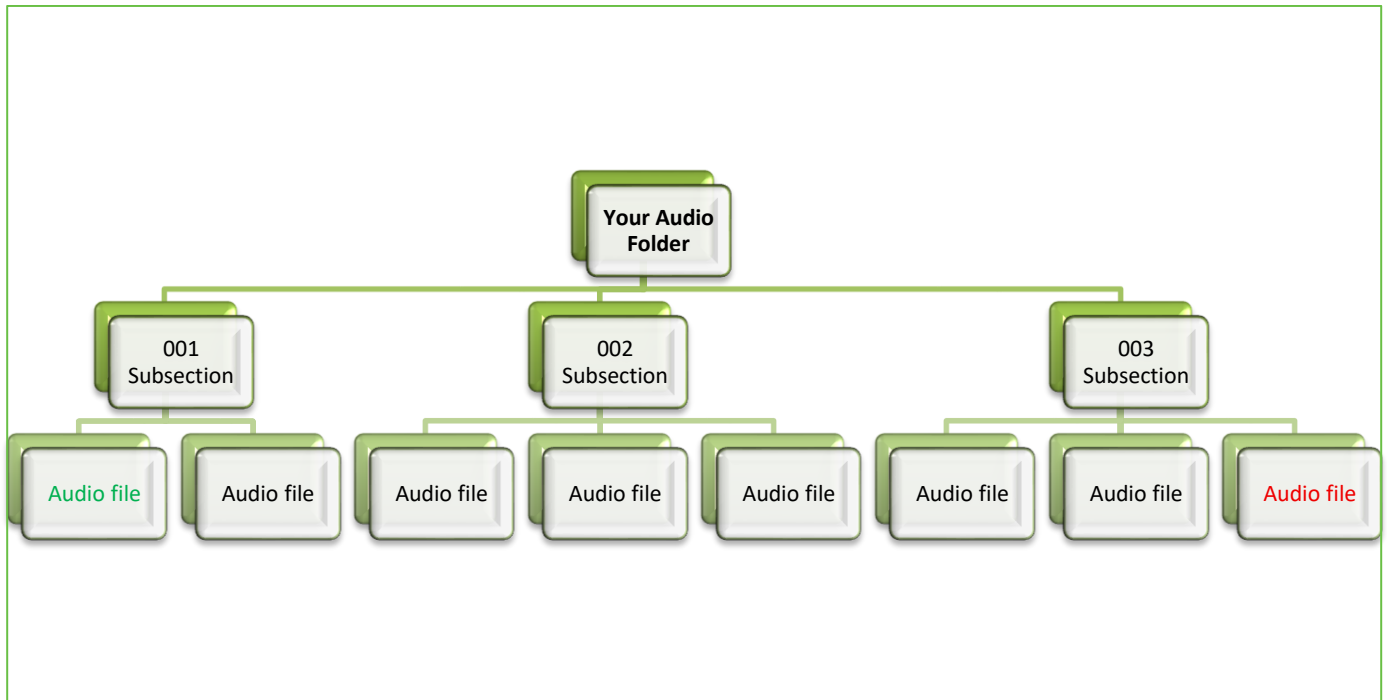 Your Audio
Folder
001
Subsection
002
Subsection
003
Subsection
Audio file
Audio file
Audio file
Audio file
Audio file
Audio file
Audio file
Audio file